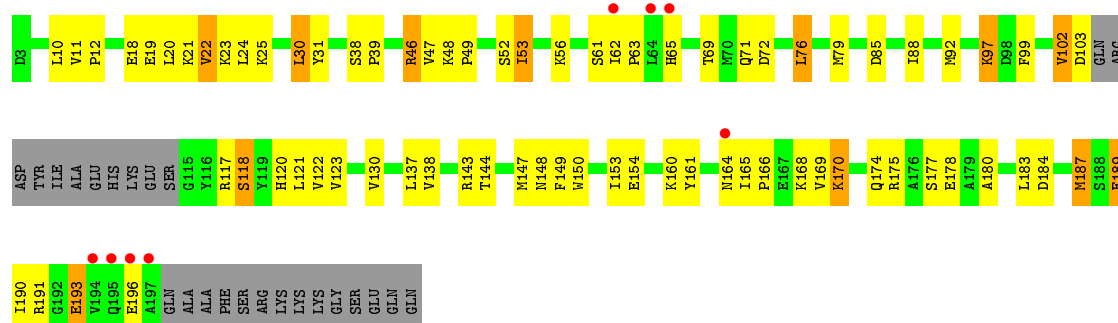 D3 L10 V11 P12 E18 E19 L20 K21 V22 K23 L24 K25 L30 Y31 S38 P39 R46 V47 K48 P49 S52 I53 K56 S61 I62 P63 L64 H65 T69 M70 Q71 D72 L76 M79 D85 I88 M92 K97 D98 F99 V102 D103 GLN ARG
ASP TYR ILE ALA GLU HIS LYS GLU SER G115 Y116 R117 S118 Y119 H120 L121 V122 V123 V130 L137 V138 R143 T144 M147 N148 F149 W150 I153 E154 K160 Y161 N164 I165 P166 E167 K168 V169 K170 Q174 R175 A176 S177 E178 A179 A180 L183 D184 M187 S188 E189
I190 R191 G192 E193 V194 Q195 E196 A197 GLN ALA ALA PHE SER ARG LYS LYS LYS GLY SER GLU GLN GLN